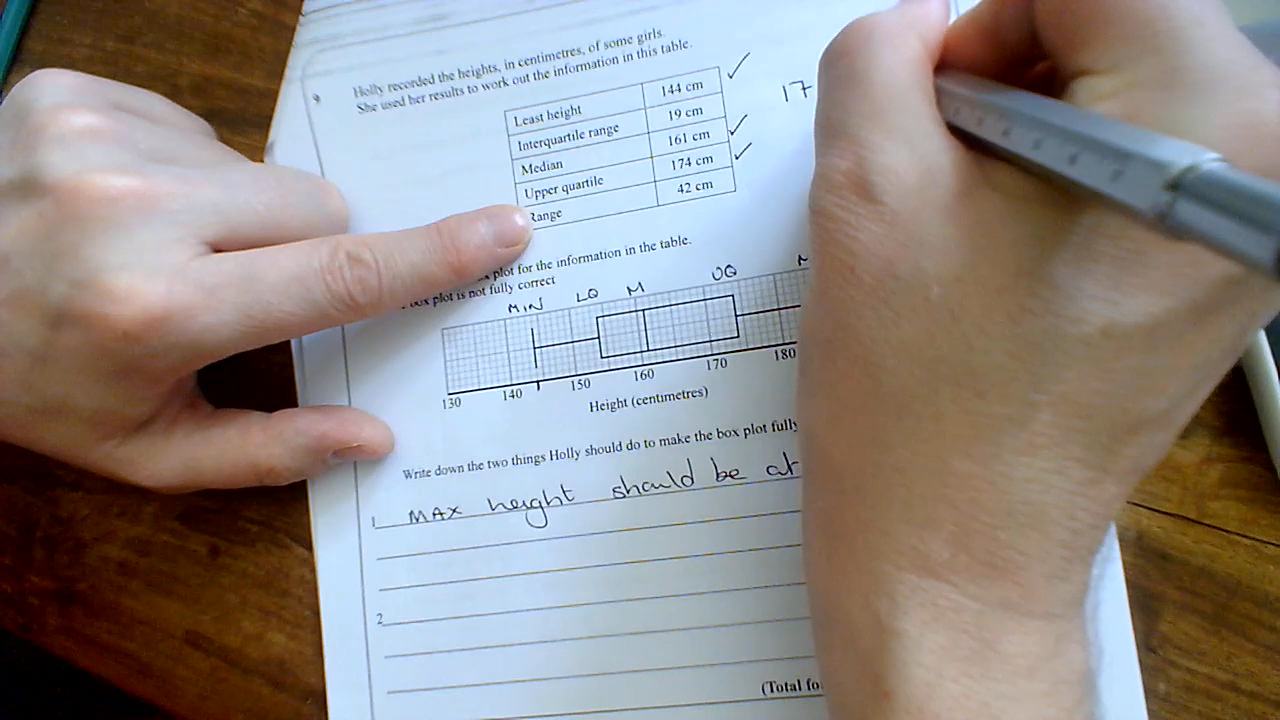 9 Holly recorded the heights, in centimetres, of some girls.
She used her results to work out the information in this table.
Least height 144 cm
Interquartile range 19 cm
Median 161 cm
Upper quartile 174 cm
Range 42 cm
17
plot for the information in the table.
box plot is not fully correct
MIN LQ M UQ
130 140 150 160 170 180
Height (centimetres)
Write down the two things Holly should do to make the box plot fully
1 MAX height should be at
2
(Total fo